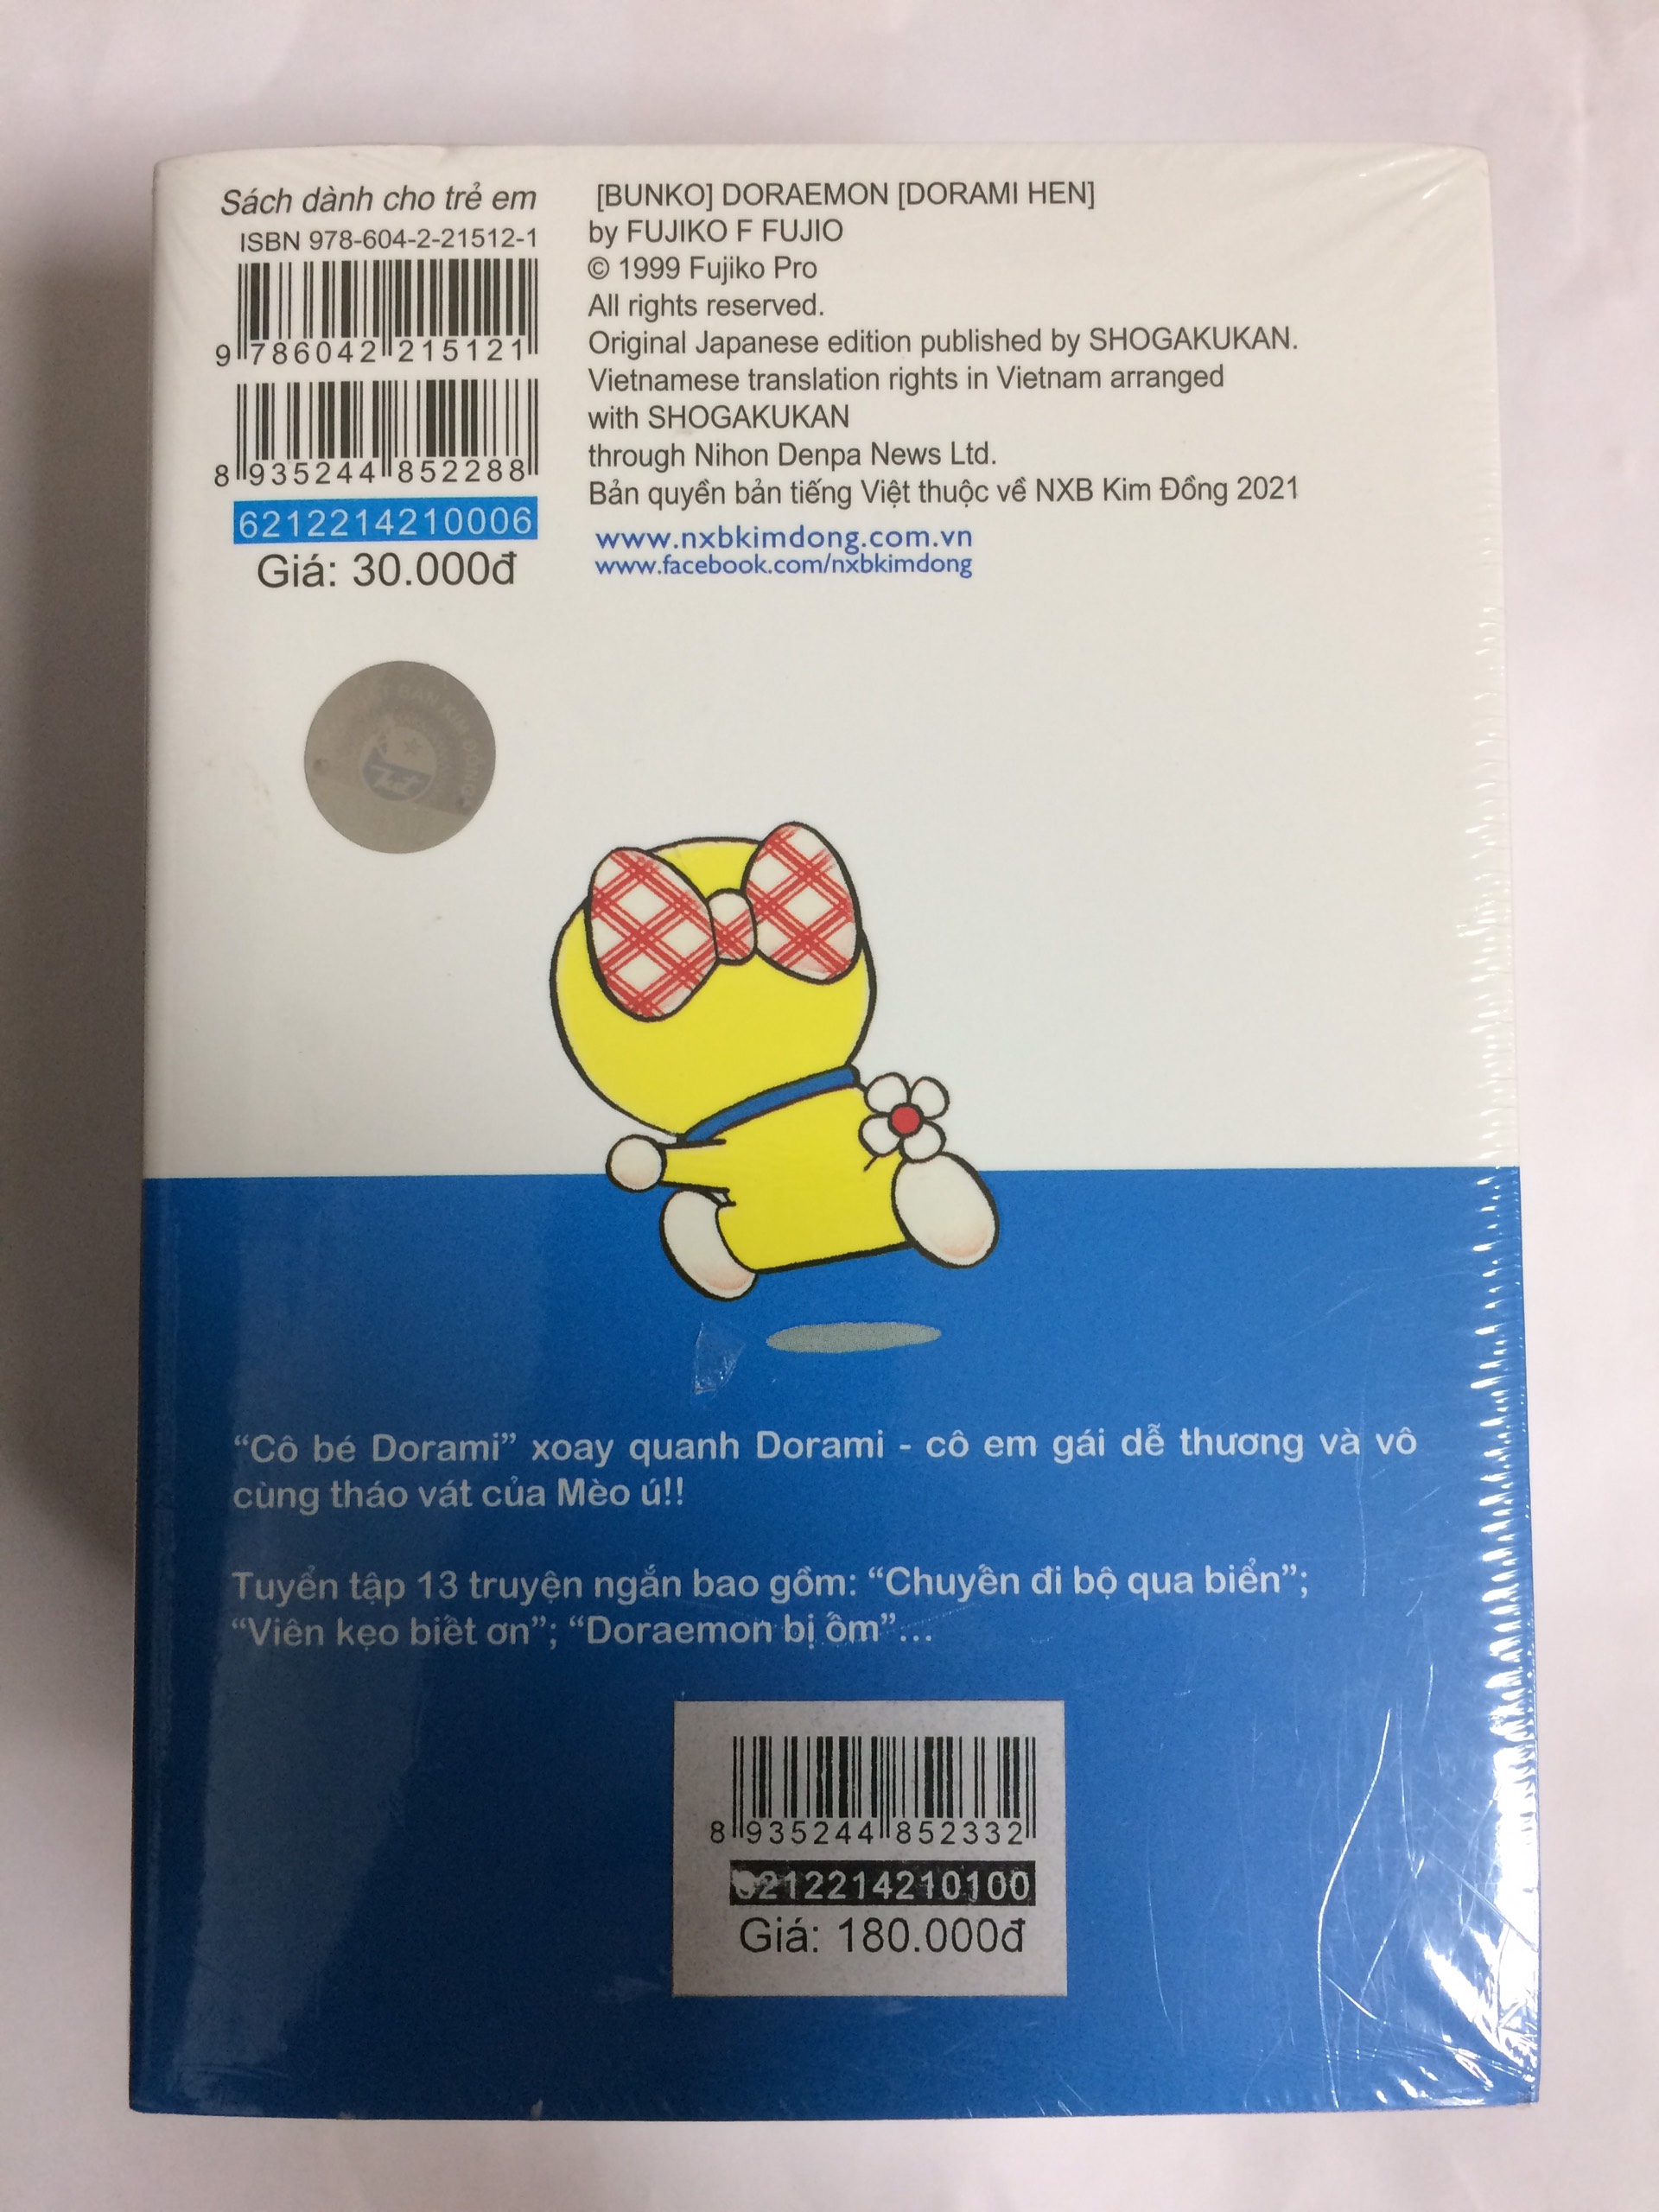 Sách dành cho trẻ em
ISBN 978-604-2-21512-1
9 786042 215121
8 935244 852288
6212214210006
Giá: 30.000đ
[BUNKO] DORAEMON [DORAMI HEN]
by FUJIKO F FUJIO
© 1999 Fujiko Pro
All rights reserved.
Original Japanese edition published by SHOGAKUKAN.
Vietnamese translation rights in Vietnam arranged
with SHOGAKUKAN
through Nihon Denpa News Ltd.
Bản quyền bản tiếng Việt thuộc về NXB Kim Đồng 2021
www.nxbkimdong.com.vn
www.facebook.com/nxbkimdong
BẢN KIM ĐỒNG
"Cô bé Dorami" xoay quanh Dorami - cô em gái dễ thương và vô
cùng tháo vát của Mèo ú!!
Tuyển tập 13 truyện ngắn bao gồm: "Chuyến đi bộ qua biển";
"Viên kẹo biết ơn"; "Doraemon bị ốm"...
8 935244 852332
6212214210100
Giá: 180.000đ